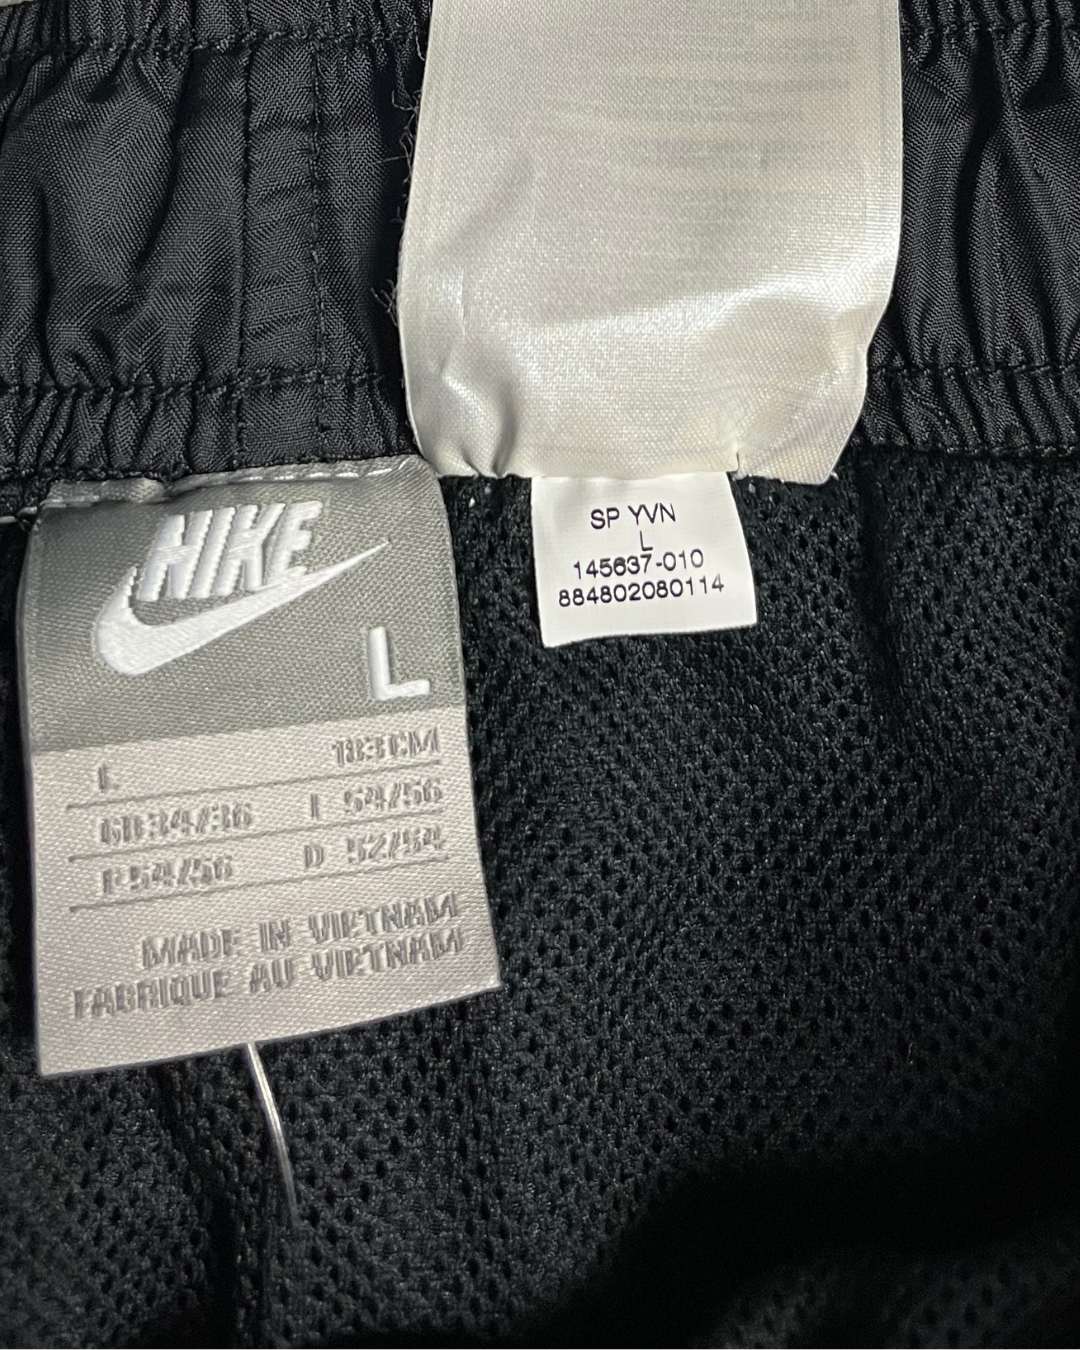 NIKE
L
L 183CM
GB34/36 I 54/56
F54/56 D 52/54
MADE IN VIETNAM
FABRIQUE AU VIETNAM
SP YVN
L
145637-010
884802080114